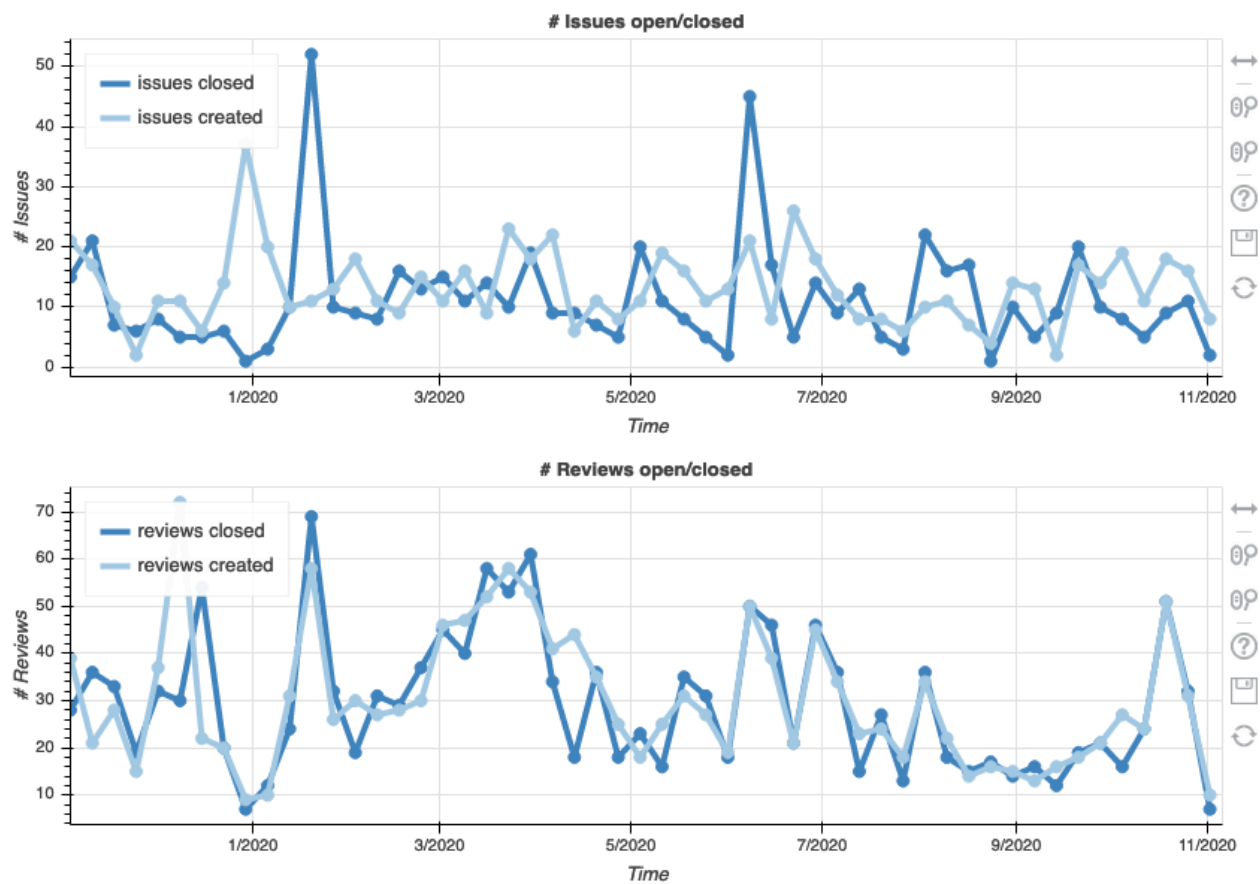 # Issues open/closed
50
40
30
20
10
0
# Issues
issues closed
issues created
1/2020
3/2020
5/2020
7/2020
9/2020
11/2020
Time
# Reviews open/closed
70
60
50
40
30
20
10
# Reviews
reviews closed
reviews created
1/2020
3/2020
5/2020
7/2020
9/2020
11/2020
Time